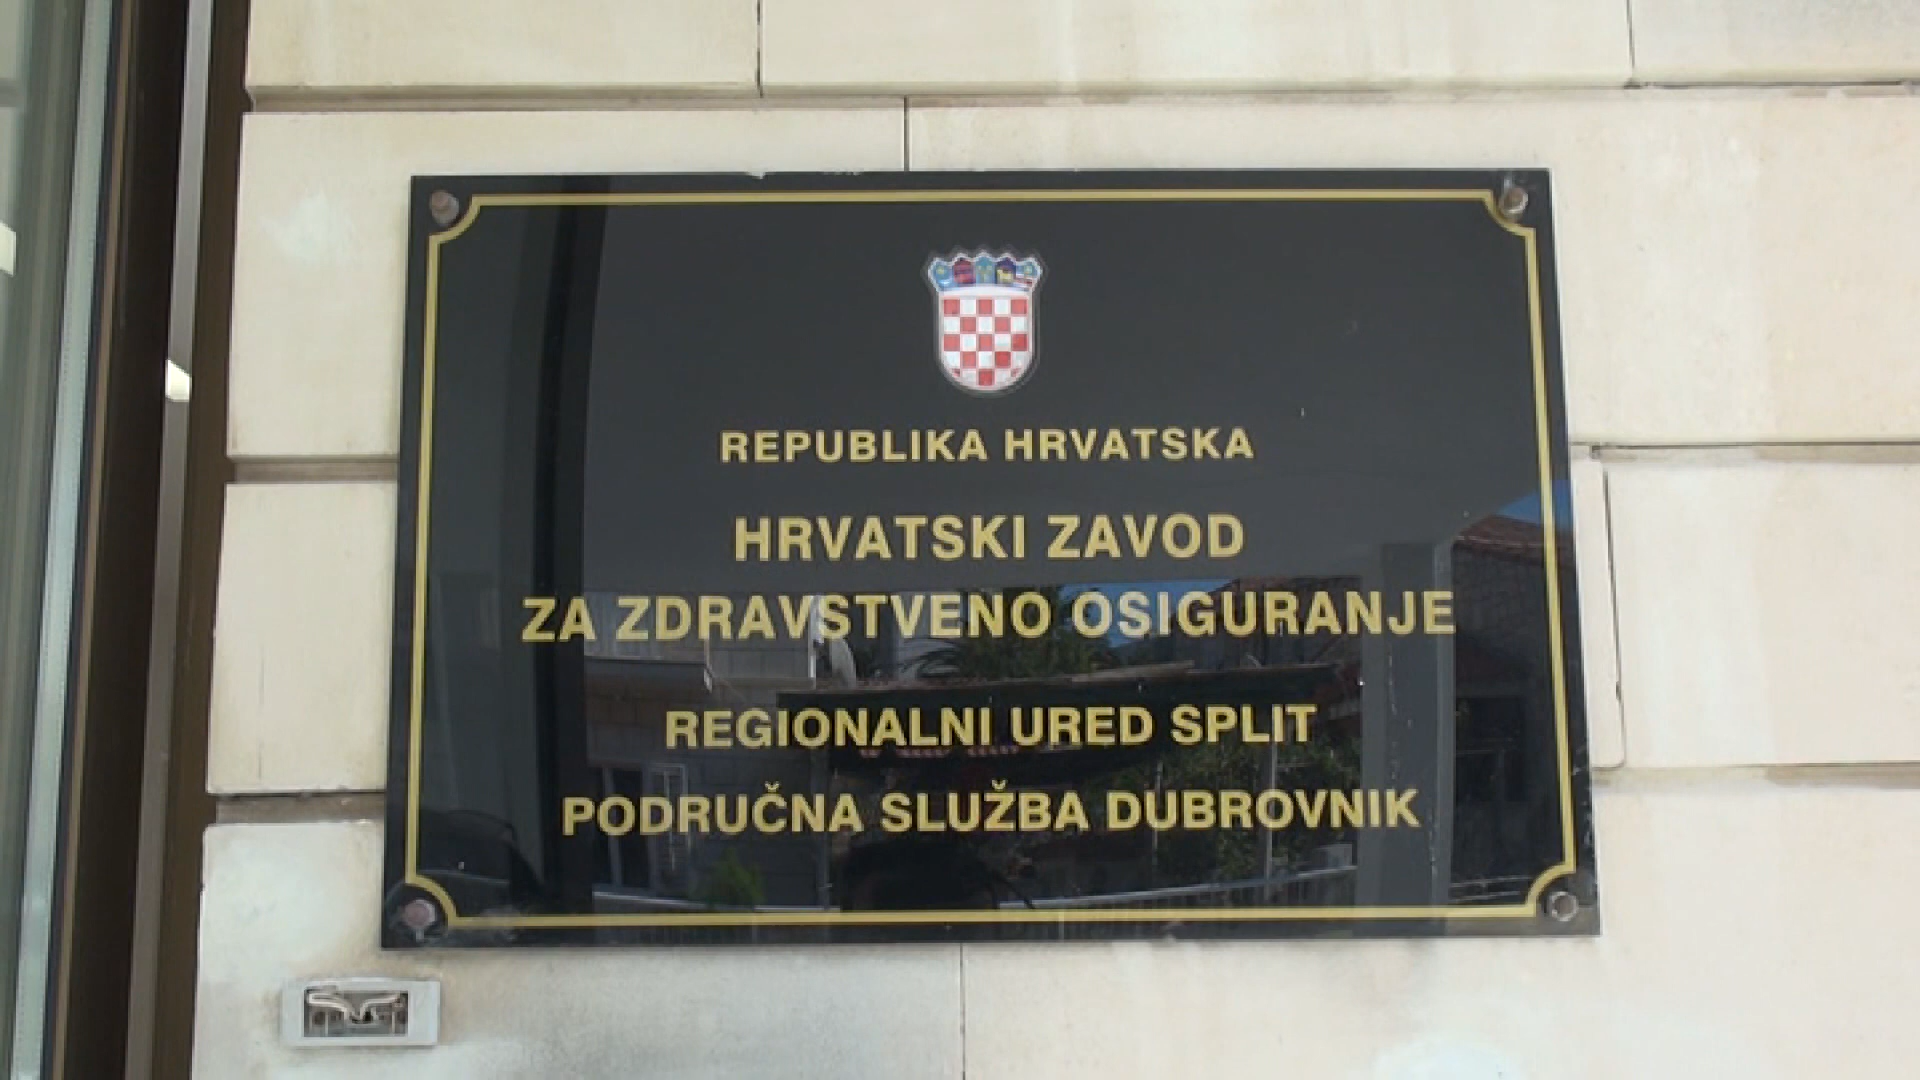 REPUBLIKA HRVATSKA
HRVATSKI ZAVOD
ZA ZDRAVSTVENO OSIGURANJE
REGIONALNI URED SPLIT
PODRUČNA SLUŽBA DUBROVNIK